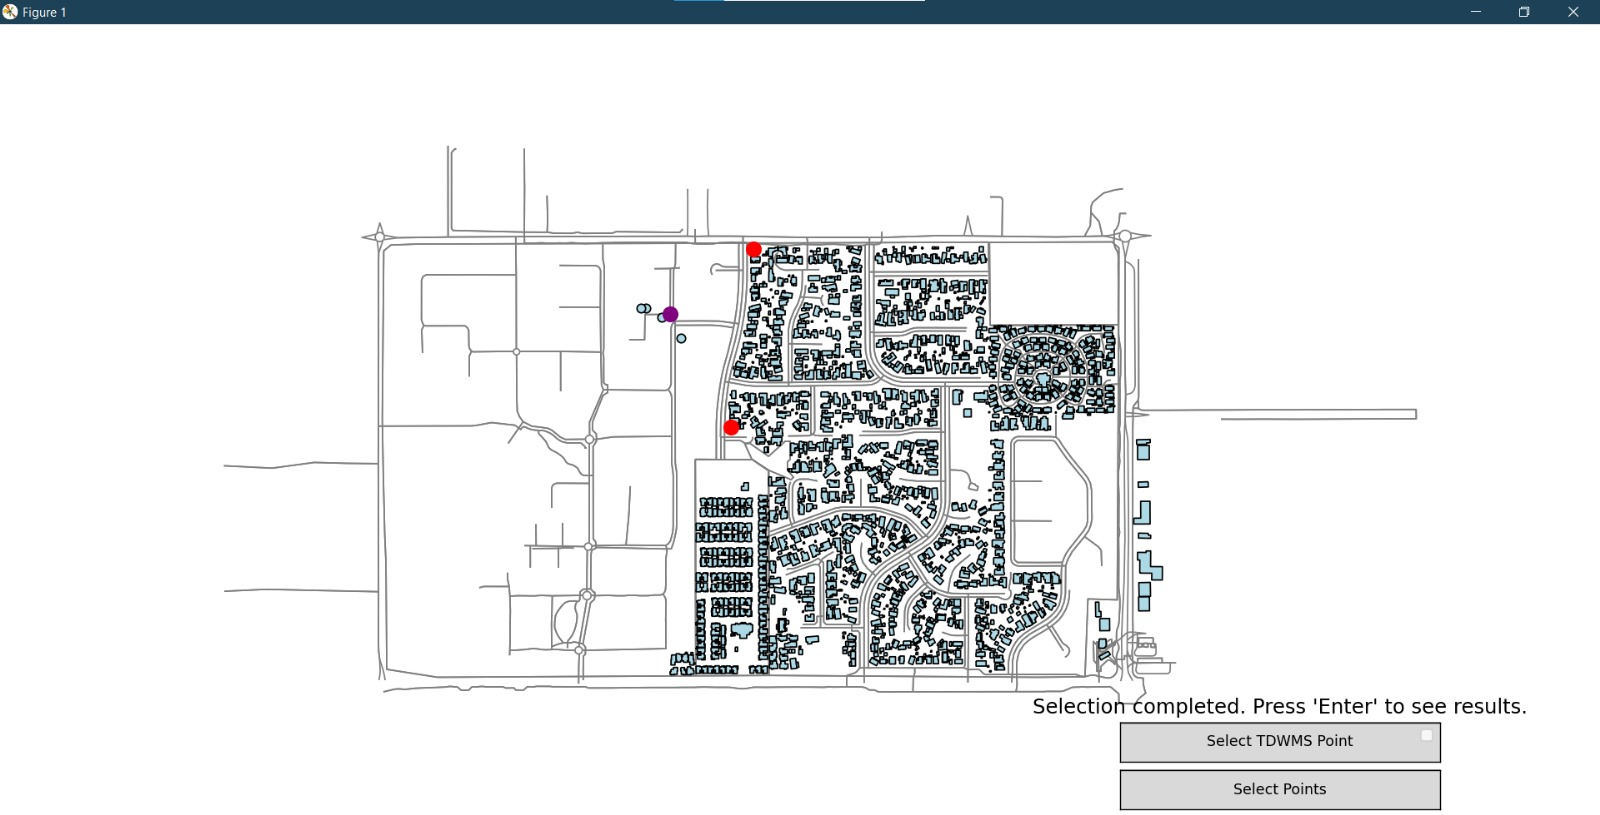 Figure 1
Selection completed. Press 'Enter' to see results.
Select TDWMS Point
Select Points